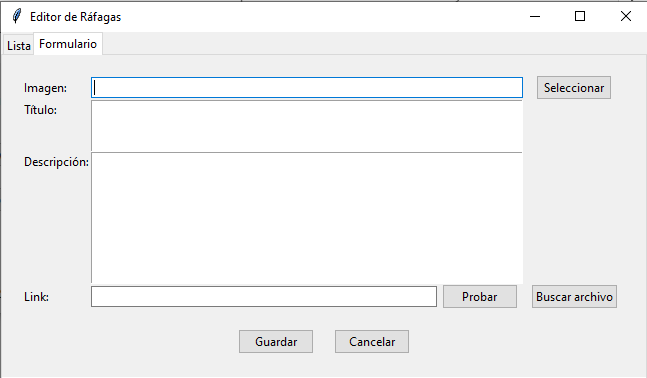 Editor de Ráfagas
Lista Formulario
Imagen: Seleccionar
Título:
Descripción:
Link: Probar Buscar archivo
Guardar Cancelar